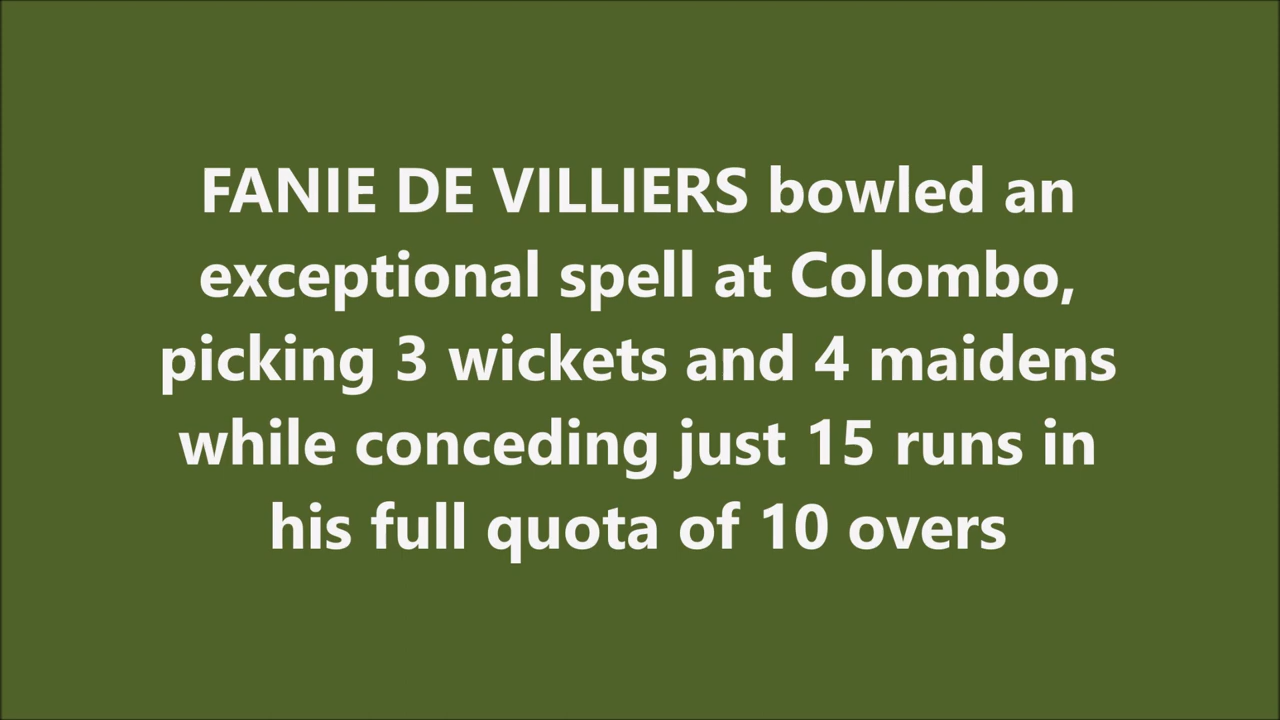 FANIE DE VILLIERS bowled an
exceptional spell at Colombo,
picking 3 wickets and 4 maidens
while conceding just 15 runs in
his full quota of 10 overs